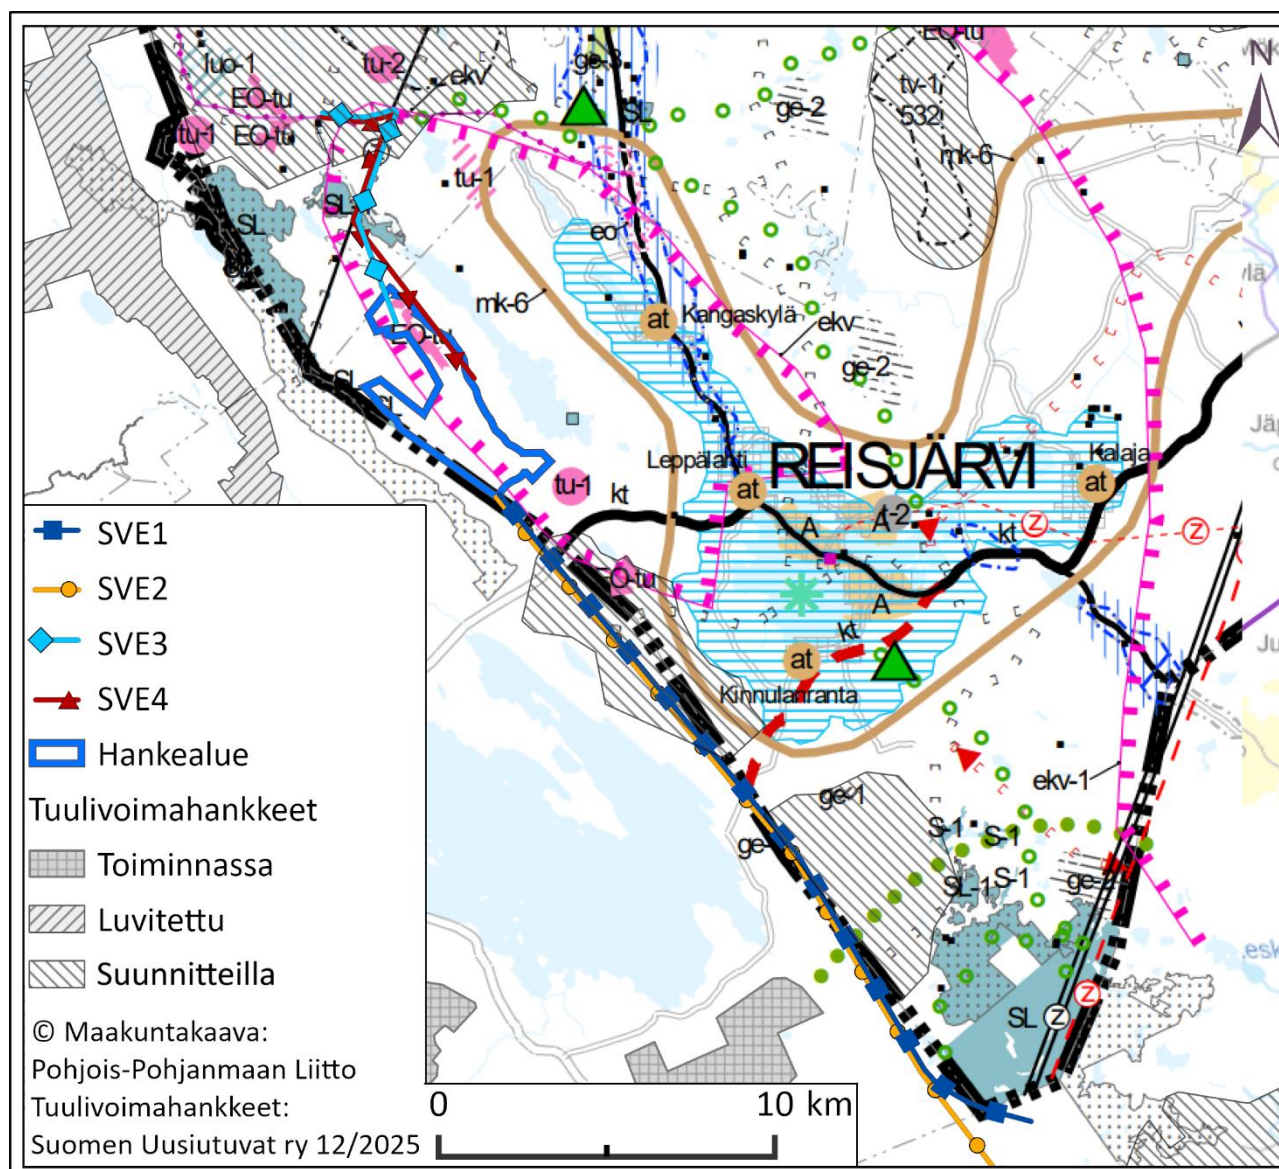 EO-tu
N
luo-1
tu-2
ekv
ge-3
EO-tu
SL
ge-2
tv-1
532
tu-1
EO-tu
mk-6
tu-1
SL
SL
eo
mk-6
at
Kangaskylä
ekv
EO-tu
ge-2
SL
Leppälahti
REISJÄRVI
Kalaja
at
at
tu-1
kt
A
A
t-2
kt
Z
Z
EO-tu
A
kt
at
Kinnulanranta
ge-1
ekv-1
S-1
S-1
S-1
SL-1
ge-2
SL
Z
Z
SVE1
SVE2
SVE3
SVE4
Hankealue
Tuulivoimahankkeet
Toiminnassa
Luvitettu
Suunnitteilla
© Maakuntakaava:
Pohjois-Pohjanmaan Liitto
Tuulivoimahankkeet:
Suomen Uusiutuvat ry 12/2025
0 10 km